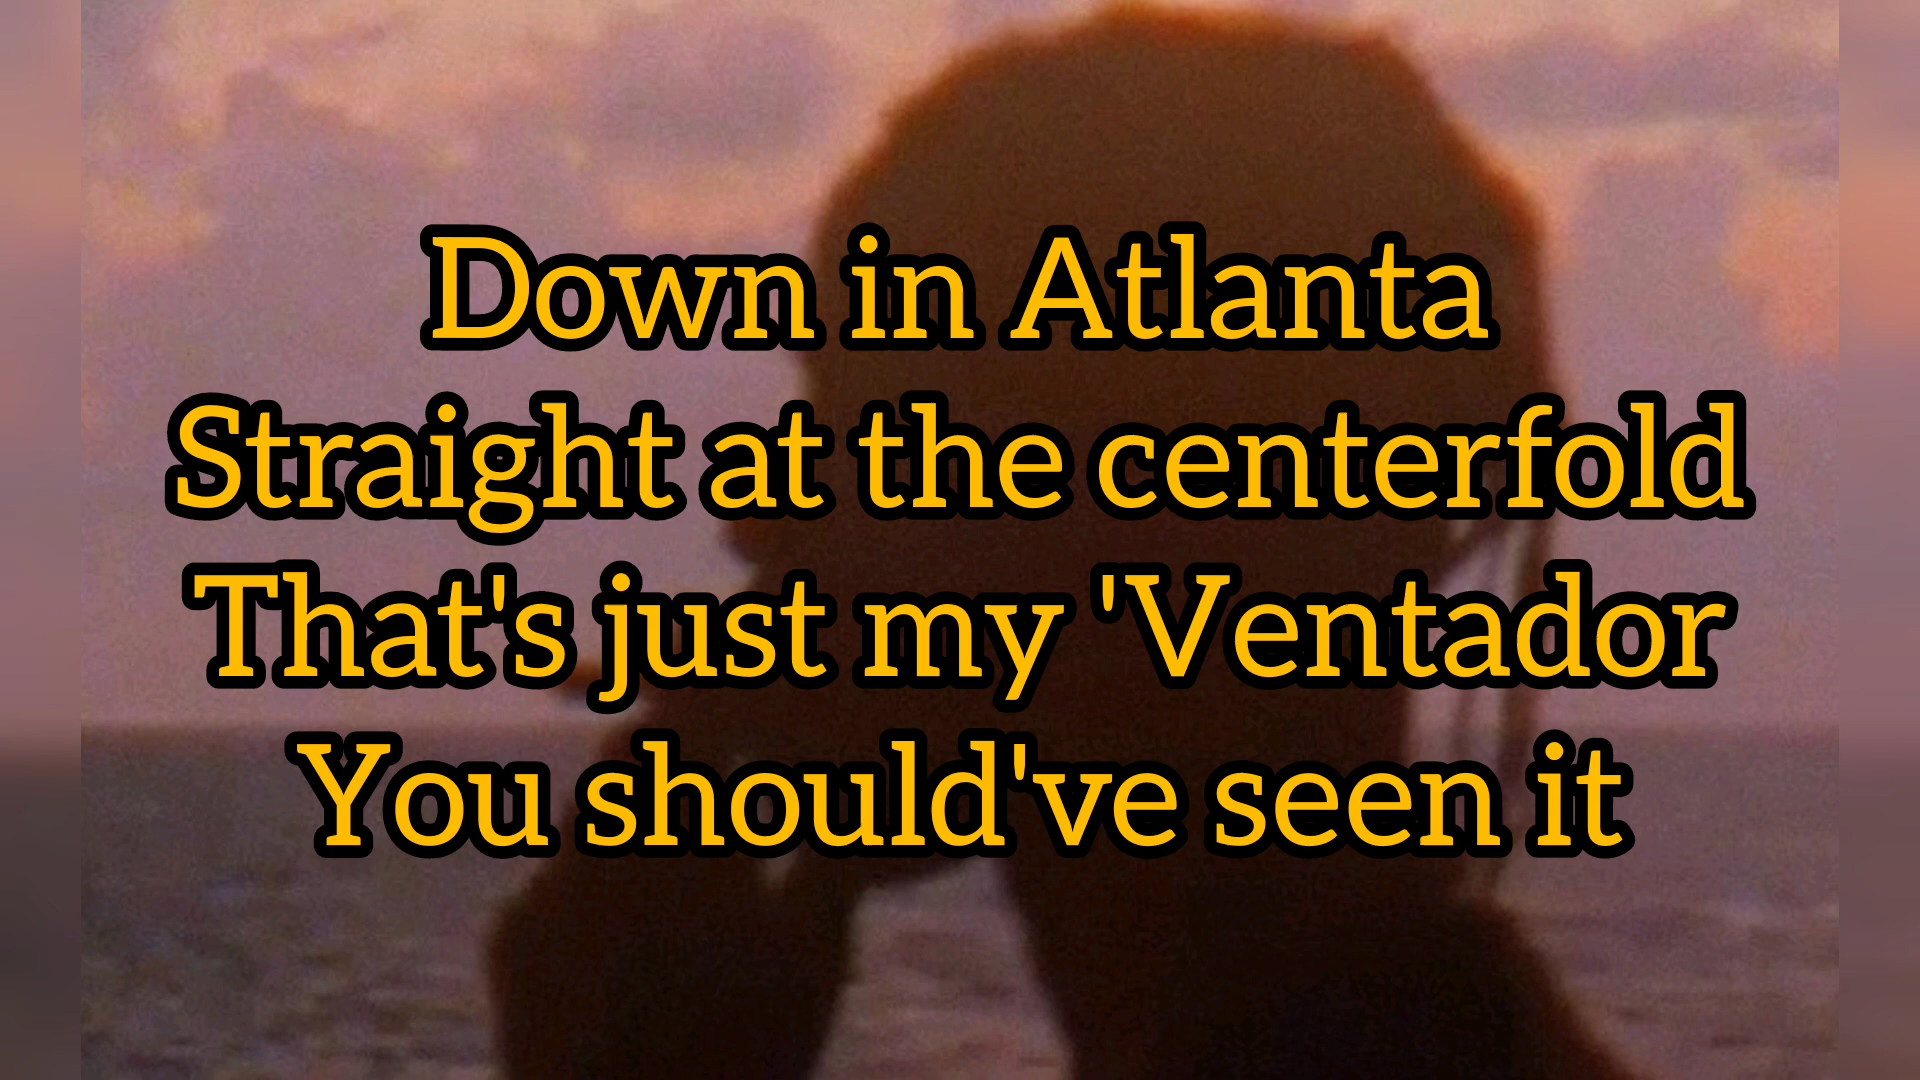 Down in Atlanta
Straight at the centerfold
That's just my 'Ventador
You should've seen it